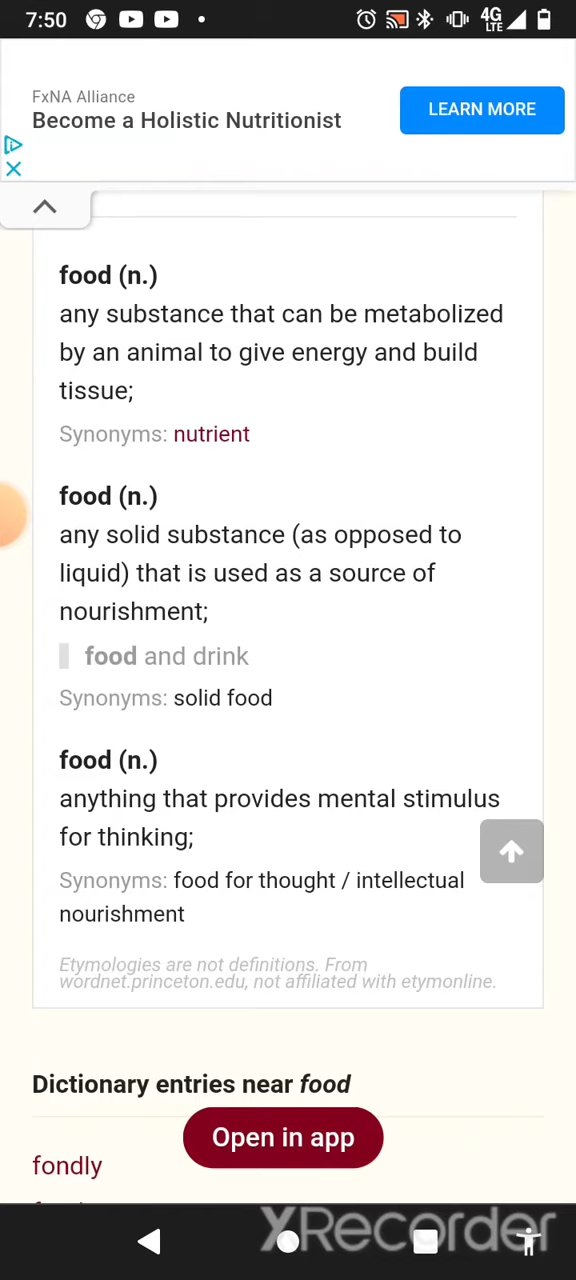 7:50
4G
LTE
FxNA Alliance
Become a Holistic Nutritionist
LEARN MORE
food (n.)
any substance that can be metabolized
by an animal to give energy and build
tissue;
Synonyms: nutrient
food (n.)
any solid substance (as opposed to
liquid) that is used as a source of
nourishment;
food and drink
Synonyms: solid food
food (n.)
anything that provides mental stimulus
for thinking;
Synonyms: food for thought / intellectual
nourishment
Etymologies are not definitions. From
wordnet.princeton.edu, not affiliated with etymonline.
Dictionary entries near food
Open in app
fondly
XRecorder